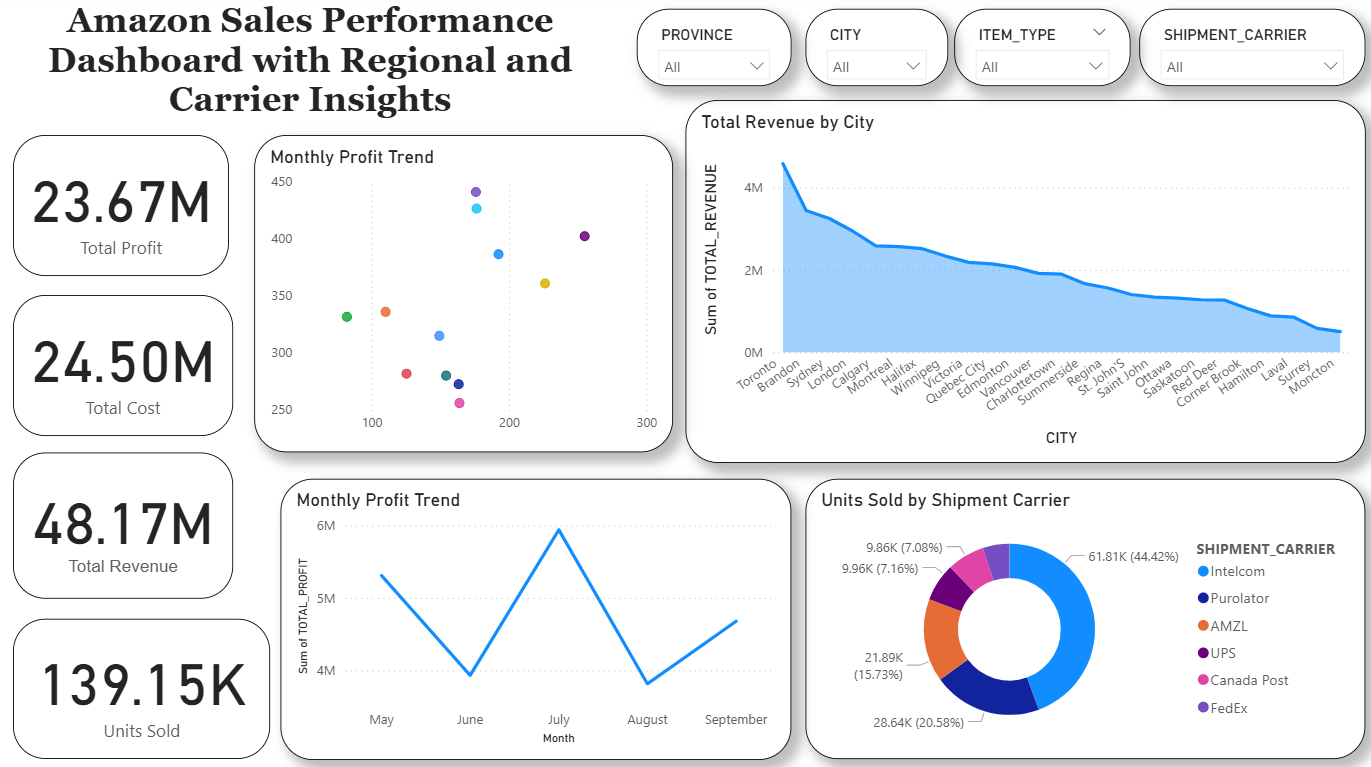 Amazon Sales Performance
Dashboard with Regional and
Carrier Insights
PROVINCE
All
CITY
All
ITEM_TYPE
All
SHIPMENT_CARRIER
All
23.67M
Total Profit
24.50M
Total Cost
48.17M
Total Revenue
139.15K
Units Sold
Monthly Profit Trend
450
400
350
300
250
100
200
300
Total Revenue by City
Sum of TOTAL_REVENUE
4M
2M
0M
Toronto
Brandon
Sydney
London
Calgary
Montreal
Halifax
Winnipeg
Victoria
Quebec City
Edmonton
Vancouver
Charlottetown
Summerside
Regina
St. John'S
Saint John
Ottawa
Saskatoon
Red Deer
Corner Brook
Hamilton
Laval
Surrey
Moncton
CITY
Monthly Profit Trend
Sum of TOTAL_PROFIT
6M
5M
4M
May
June
July
August
September
Month
Units Sold by Shipment Carrier
9.86K (7.08%)
9.96K (7.16%)
21.89K
(15.73%)
28.64K (20.58%)
61.81K (44.42%)
SHIPMENT_CARRIER
Intelcom
Purolator
AMZL
UPS
Canada Post
FedEx